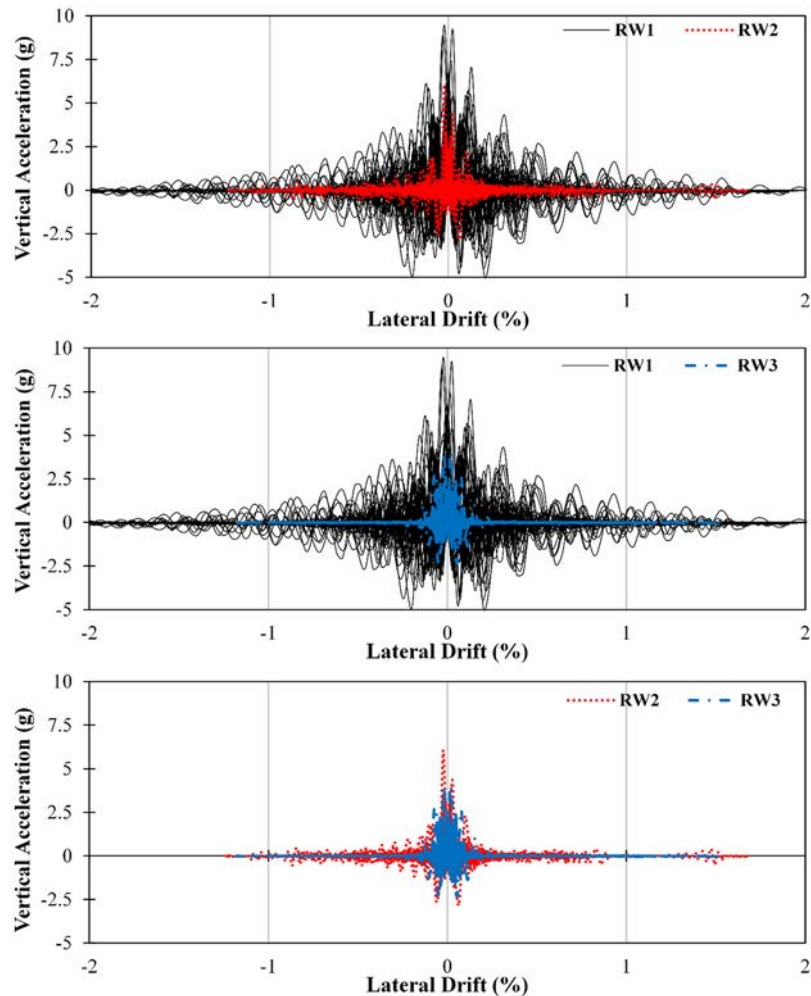 10
RW1 RW2
7.5
5
2.5
0
-2.5
-5
-2 -1 0 1 2
Vertical Acceleration (g)
Lateral Drift (%)
10
RW1 RW3
7.5
5
2.5
0
-2.5
-5
-2 -1 0 1 2
Vertical Acceleration (g)
Lateral Drift (%)
10
RW2 RW3
7.5
5
2.5
0
-2.5
-5
-2 -1 0 1 2
Vertical Acceleration (g)
Lateral Drift (%)